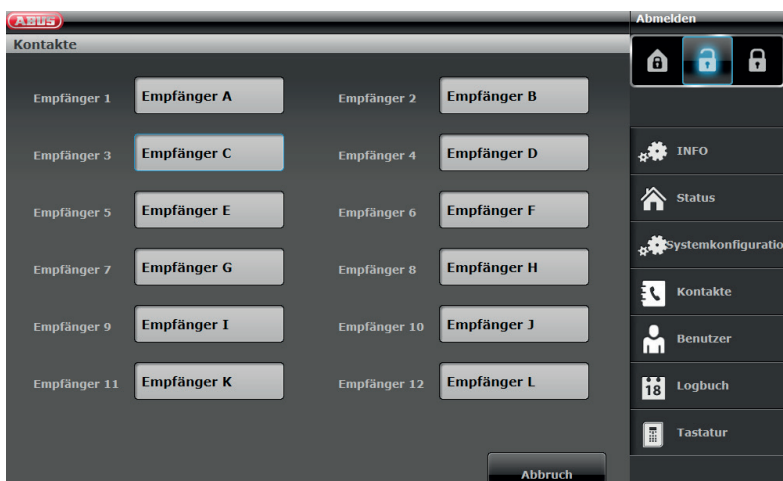 ABUS
Abmelden
Kontakte
Empfänger 1 Empfänger A Empfänger 2 Empfänger B
Empfänger 3 Empfänger C Empfänger 4 Empfänger D
Empfänger 5 Empfänger E Empfänger 6 Empfänger F
Empfänger 7 Empfänger G Empfänger 8 Empfänger H
Empfänger 9 Empfänger I Empfänger 10 Empfänger J
Empfänger 11 Empfänger K Empfänger 12 Empfänger L
Abbruch
INFO
Status
Systemkonfiguratio
Kontakte
Benutzer
18 Logbuch
Tastatur